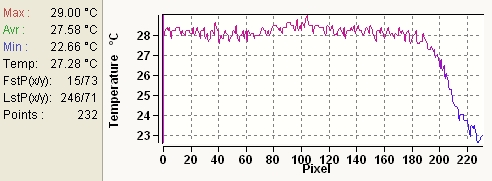 Max : 29.00 °C
Avr : 27.58 °C
Min : 22.66 °C
Temp: 27.28 °C
FstP(x/y): 15/73
LstP(x/y): 246/71
Points : 232
Temperature °C
28
27
26
25
24
23
0 20 40 60 80 100 120 140 160 180 200 220
Pixel